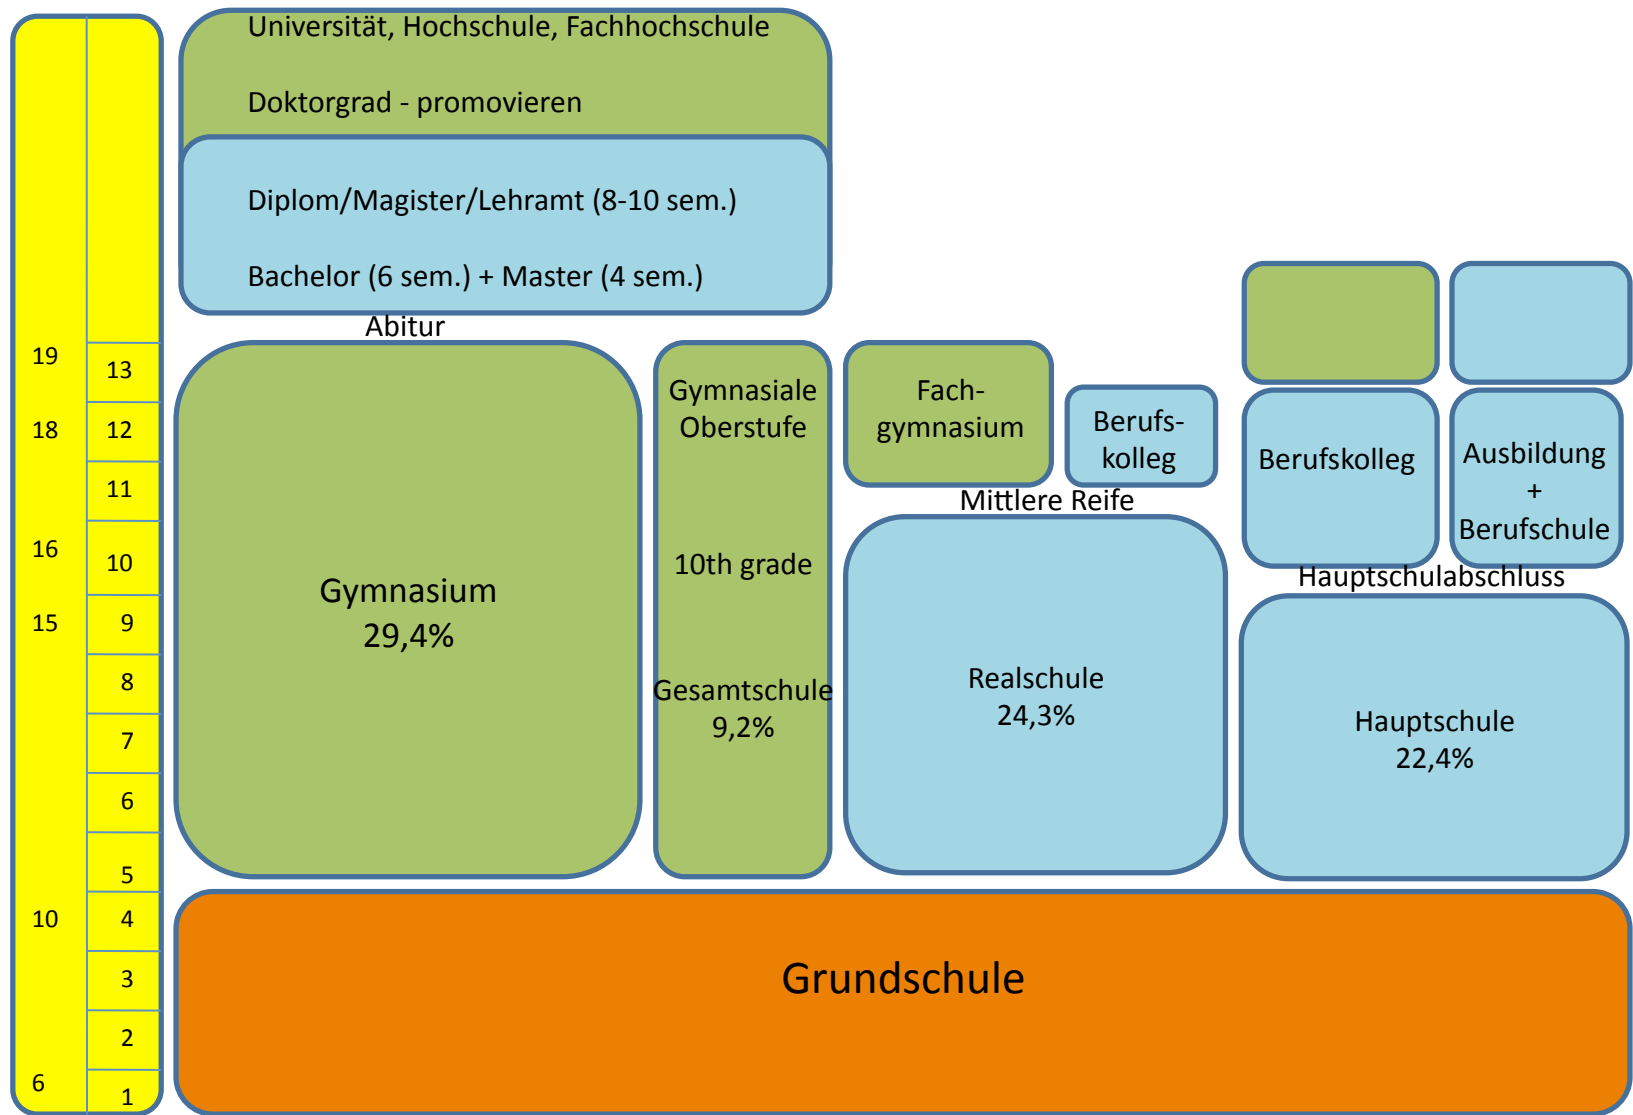 Universität, Hochschule, Fachhochschule
Doktorgrad - promovieren
Diplom/Magister/Lehramt (8-10 sem.)
Bachelor (6 sem.) + Master (4 sem.)
Abitur
19
13
18
12
11
16
10
15
9
8
7
6
5
10
4
3
2
6
1
Gymnasium
29,4%
Gymnasiale
Oberstufe
10th grade
Gesamtschule
9,2%
Fach-
gymnasium
Berufs-
kolleg
Mittlere Reife
Realschule
24,3%
Berufskolleg
Ausbildung
+
Berufschule
Hauptschulabschluss
Hauptschule
22,4%
Grundschule